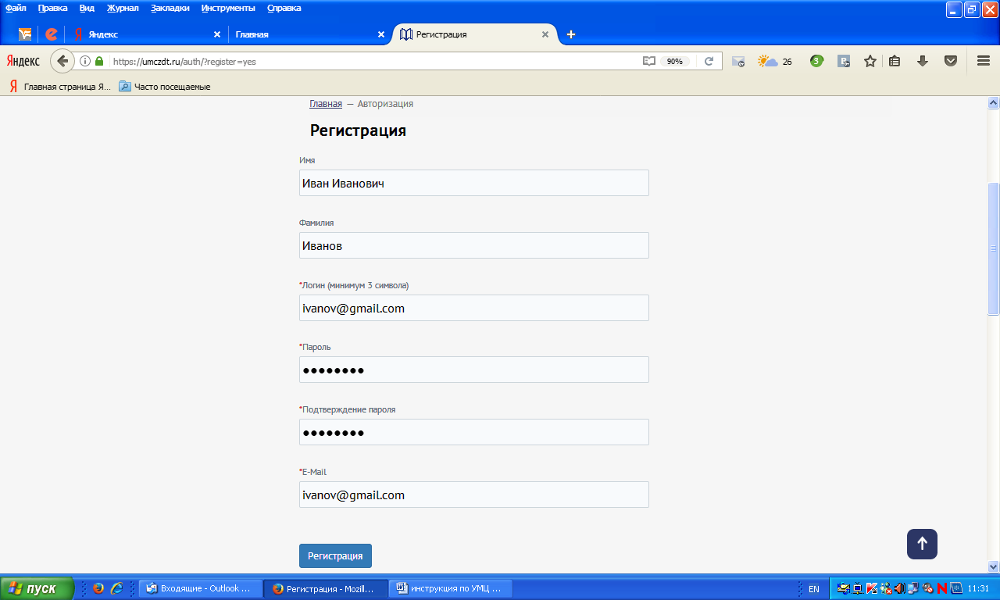 Файл Правка Вид Журнал Закладки Инструменты Справка
Яндекс Главная Регистрация
Яндекс https://umczdt.ru/auth/?register=yes 90% 26 3
Главная страница Я... Часто посещаемые
Главная — Авторизация
Регистрация
Имя
Иван Иванович
Фамилия
Иванов
*Логин (минимум 3 символа)
ivanov@gmail.com
*Пароль
*Подтверждение пароля
*E-Mail
ivanov@gmail.com
Регистрация
пуск Входящие - Outlook ... Регистрация - Mozill... инструкция по УМЦ ... EN 11:31